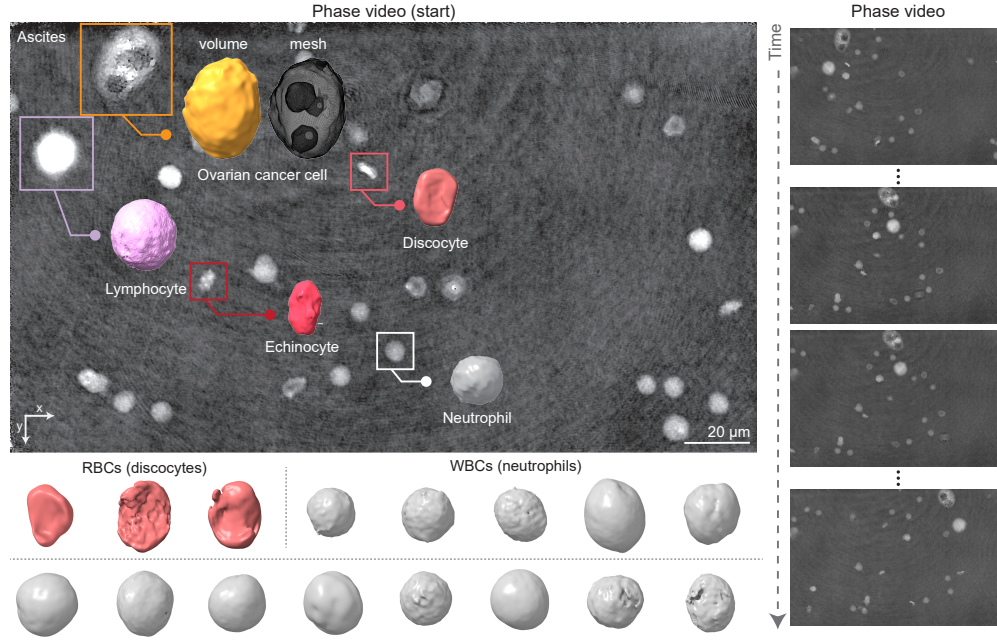 Phase video (start)
Phase video
Ascites
volume
mesh
Time
Ovarian cancer cell
Discocyte
Lymphocyte
Echinocyte
Neutrophil
x
y
20 µm
RBCs (discocytes)
WBCs (neutrophils)